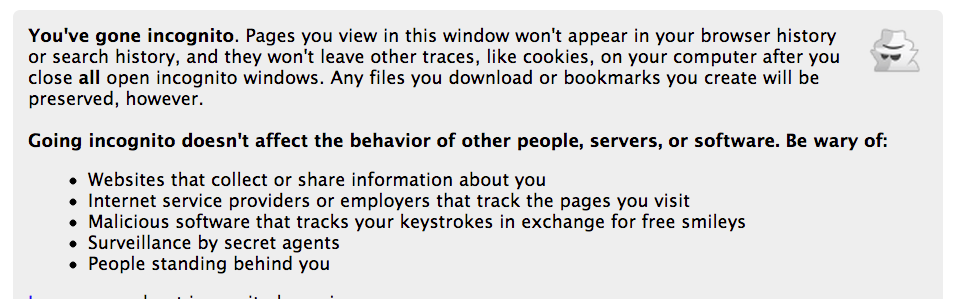 You've gone incognito. Pages you view in this window won't appear in your browser history
or search history, and they won't leave other traces, like cookies, on your computer after you
close all open incognito windows. Any files you download or bookmarks you create will be
preserved, however.
Going incognito doesn't affect the behavior of other people, servers, or software. Be wary of:
• Websites that collect or share information about you
• Internet service providers or employers that track the pages you visit
• Malicious software that tracks your keystrokes in exchange for free smileys
• Surveillance by secret agents
• People standing behind you